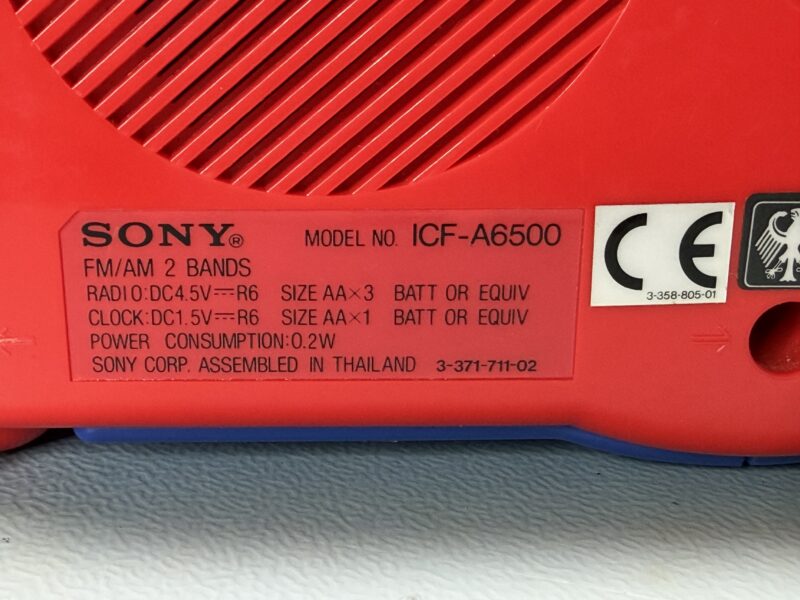 SONY® MODEL NO. ICF-A6500
FM/AM 2 BANDS
RADIO:DC4.5V⎓R6 SIZE AA×3 BATT OR EQUIV
CLOCK:DC1.5V⎓R6 SIZE AA×1 BATT OR EQUIV
POWER CONSUMPTION:0.2W
SONY CORP. ASSEMBLED IN THAILAND 3-371-711-02
CE
3-358-805-01